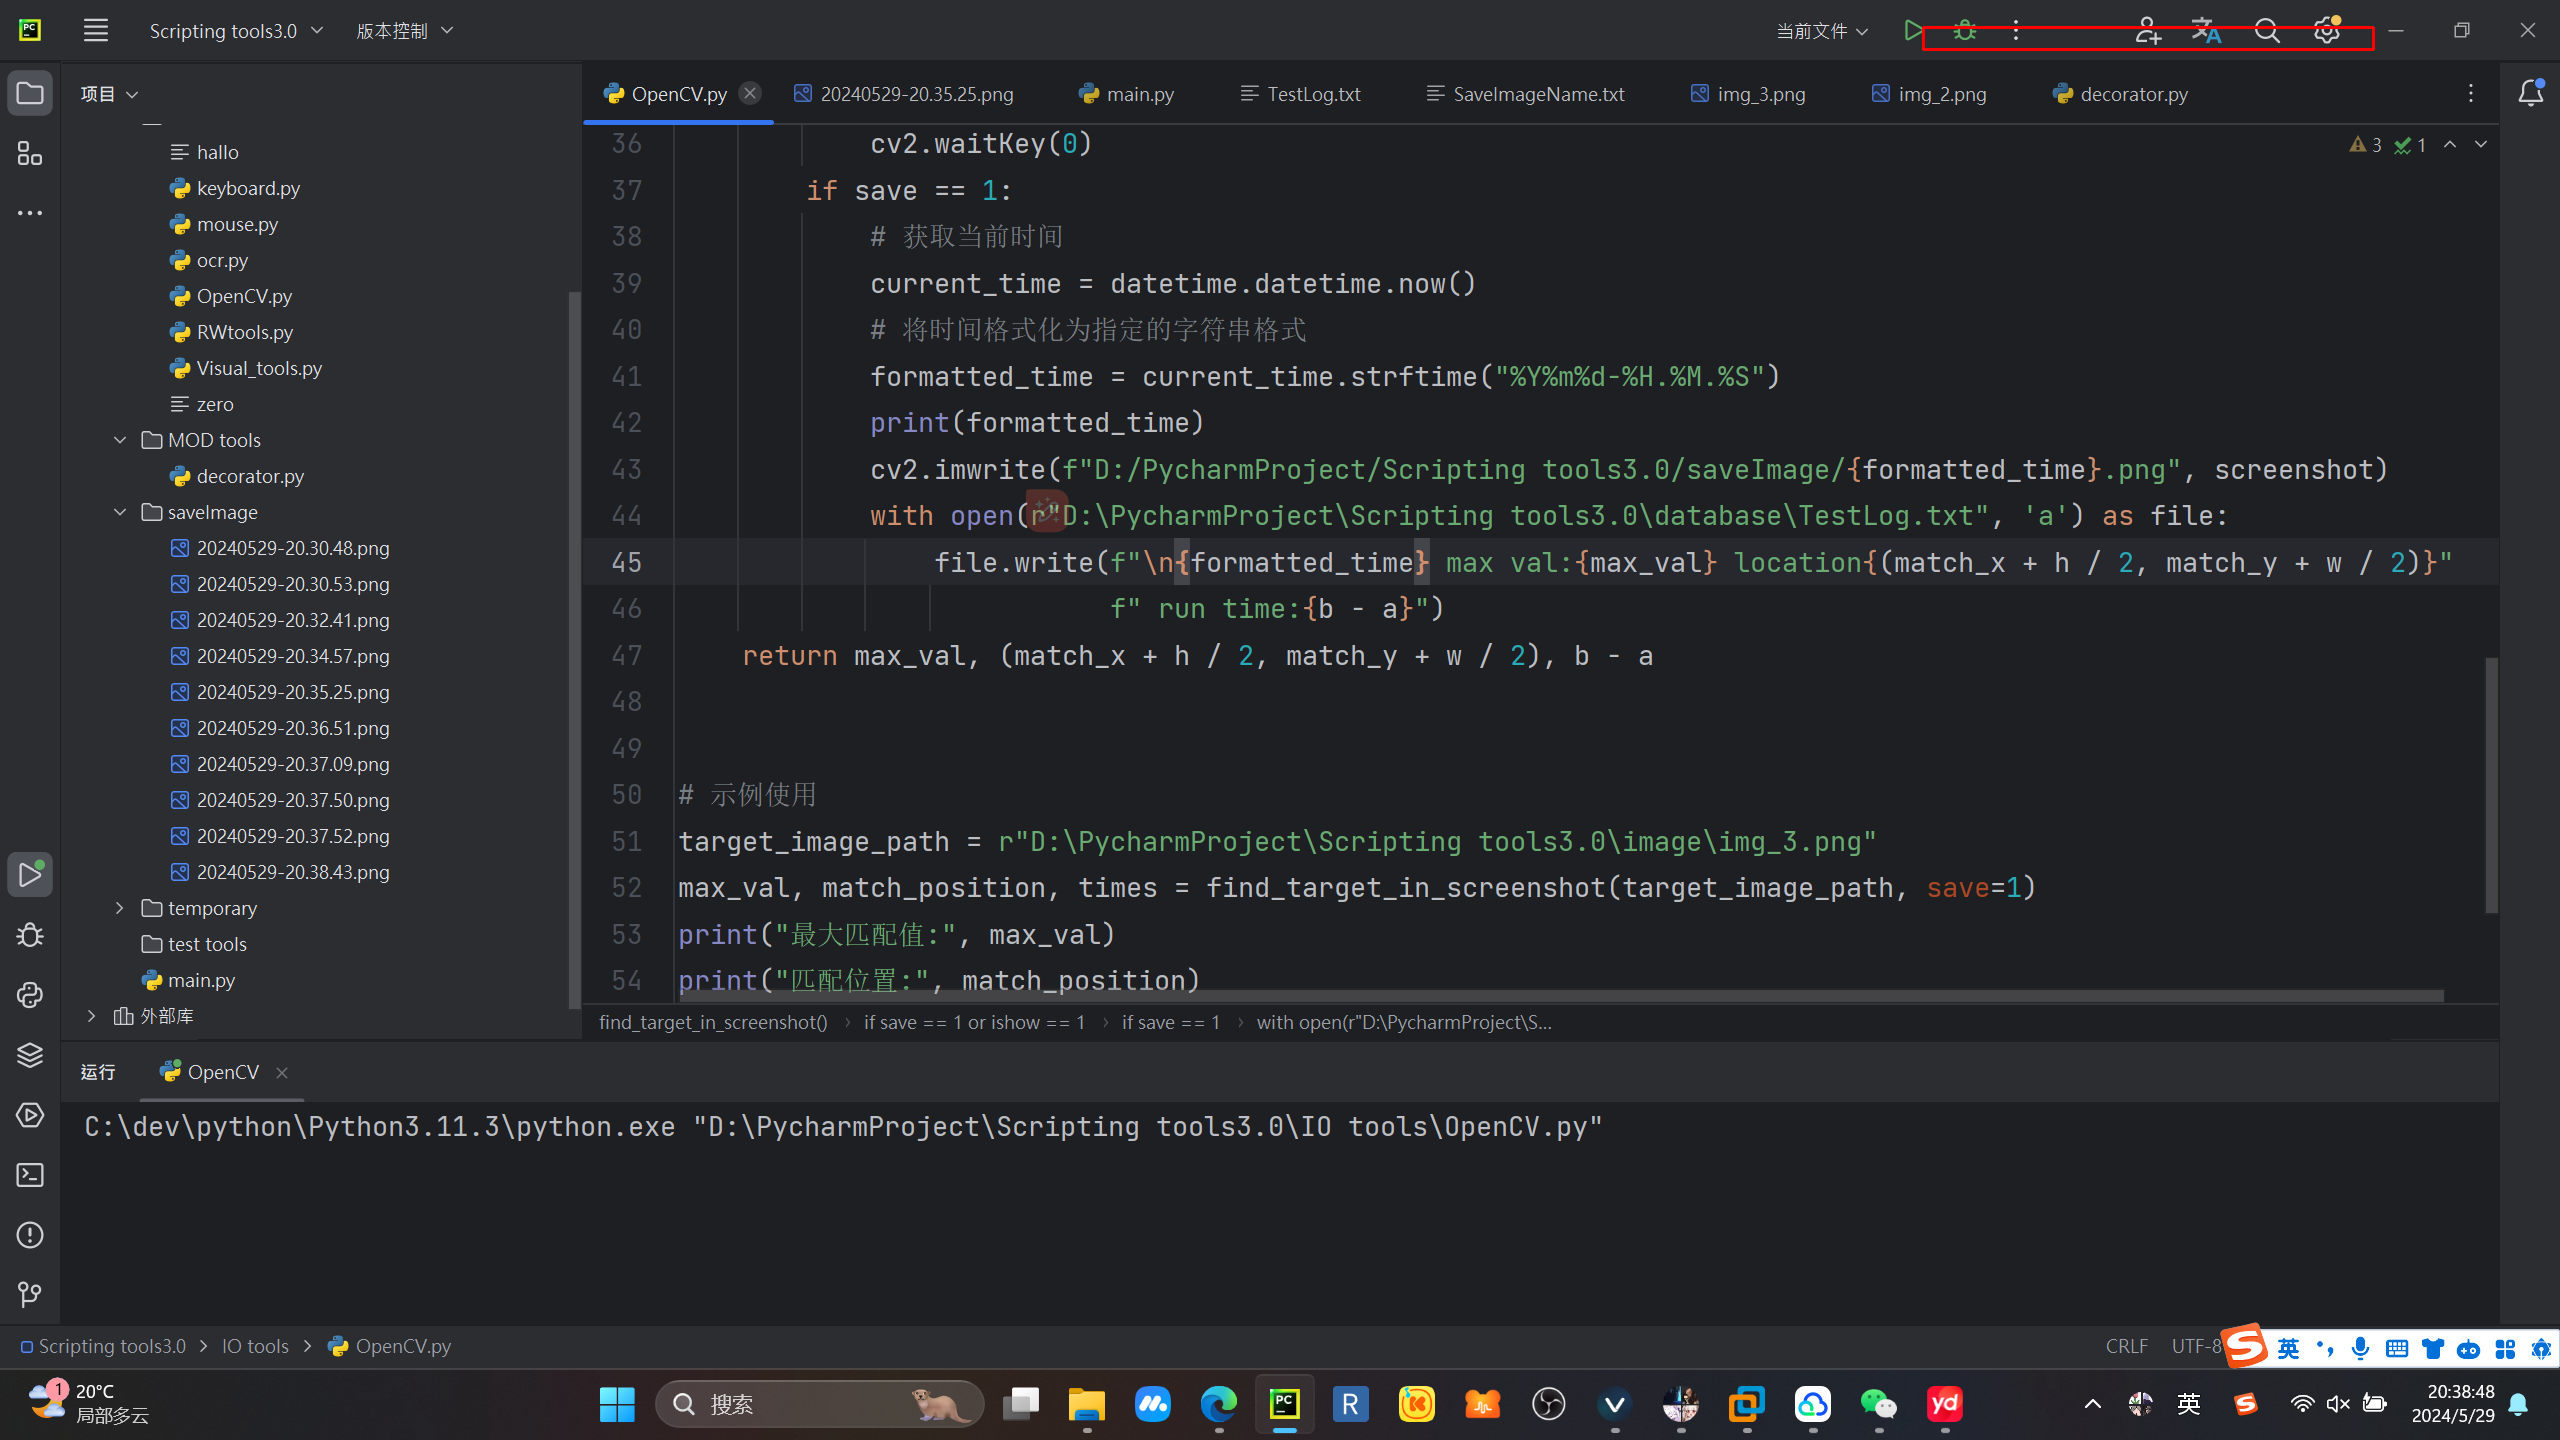 Scripting tools3.0 版本控制 当前文件
项目
OpenCV.py 20240529-20.35.25.png main.py TestLog.txt SaveImageName.txt img_3.png img_2.png decorator.py
hallo
keyboard.py
mouse.py
ocr.py
OpenCV.py
RWtools.py
Visual_tools.py
zero
MOD tools
decorator.py
saveImage
20240529-20.30.48.png
20240529-20.30.53.png
20240529-20.32.41.png
20240529-20.34.57.png
20240529-20.35.25.png
20240529-20.36.51.png
20240529-20.37.09.png
20240529-20.37.50.png
20240529-20.37.52.png
20240529-20.38.43.png
temporary
test tools
main.py
外部库
3 1
36 cv2.waitKey(0)
37 if save == 1:
38 # 获取当前时间
39 current_time = datetime.datetime.now()
40 # 将时间格式化为指定的字符串格式
41 formatted_time = current_time.strftime("%Y%m%d-%H.%M.%S")
42 print(formatted_time)
43 cv2.imwrite(f"D:/PycharmProject/Scripting tools3.0/saveImage/{formatted_time}.png", screenshot)
44 with open(r"D:\PycharmProject\Scripting tools3.0\database\TestLog.txt", 'a') as file:
45 file.write(f"\n{formatted_time} max val:{max_val} location{(match_x + h / 2, match_y + w / 2)}"
46 f" run time:{b - a}")
47 return max_val, (match_x + h / 2, match_y + w / 2), b - a
48
49
50 # 示例使用
51 target_image_path = r"D:\PycharmProject\Scripting tools3.0\image\img_3.png"
52 max_val, match_position, times = find_target_in_screenshot(target_image_path, save=1)
53 print("最大匹配值:", max_val)
54 print("匹配位置:", match_position)
find_target_in_screenshot() › if save == 1 or ishow == 1 › if save == 1 › with open(r"D:\PycharmProject\S...
运行 OpenCV
C:\dev\python\Python3.11.3\python.exe "D:\PycharmProject\Scripting tools3.0\IO tools\OpenCV.py"
Scripting tools3.0 › IO tools › OpenCV.py CRLF UTF-8 英
1 20°C
局部多云
搜索
英
20:38:48
2024/5/29